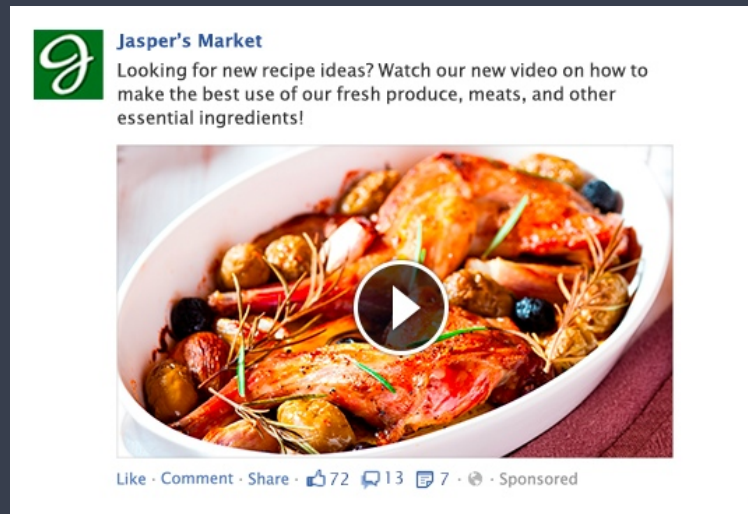 Jasper's Market
Looking for new recipe ideas? Watch our new video on how to
make the best use of our fresh produce, meats, and other
essential ingredients!
Like · Comment · Share · 72 13 7 · · Sponsored